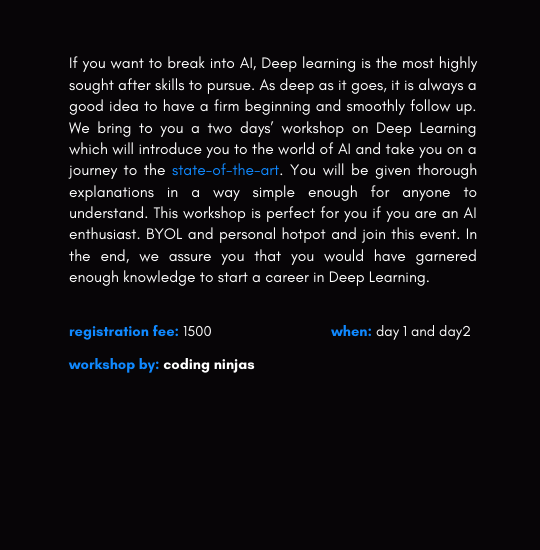 If you want to break into AI, Deep learning is the most highly
sought after skills to pursue. As deep as it goes, it is always a
good idea to have a firm beginning and smoothly follow up.
We bring to you a two days' workshop on Deep Learning
which will introduce you to the world of AI and take you on a
journey to the state-of-the-art. You will be given thorough
explanations in a way simple enough for anyone to
understand. This workshop is perfect for you if you are an AI
enthusiast. BYOL and personal hotpot and join this event. In
the end, we assure you that you would have garnered
enough knowledge to start a career in Deep Learning.
registration fee: 1500 when: day 1 and day2
workshop by: coding ninjas